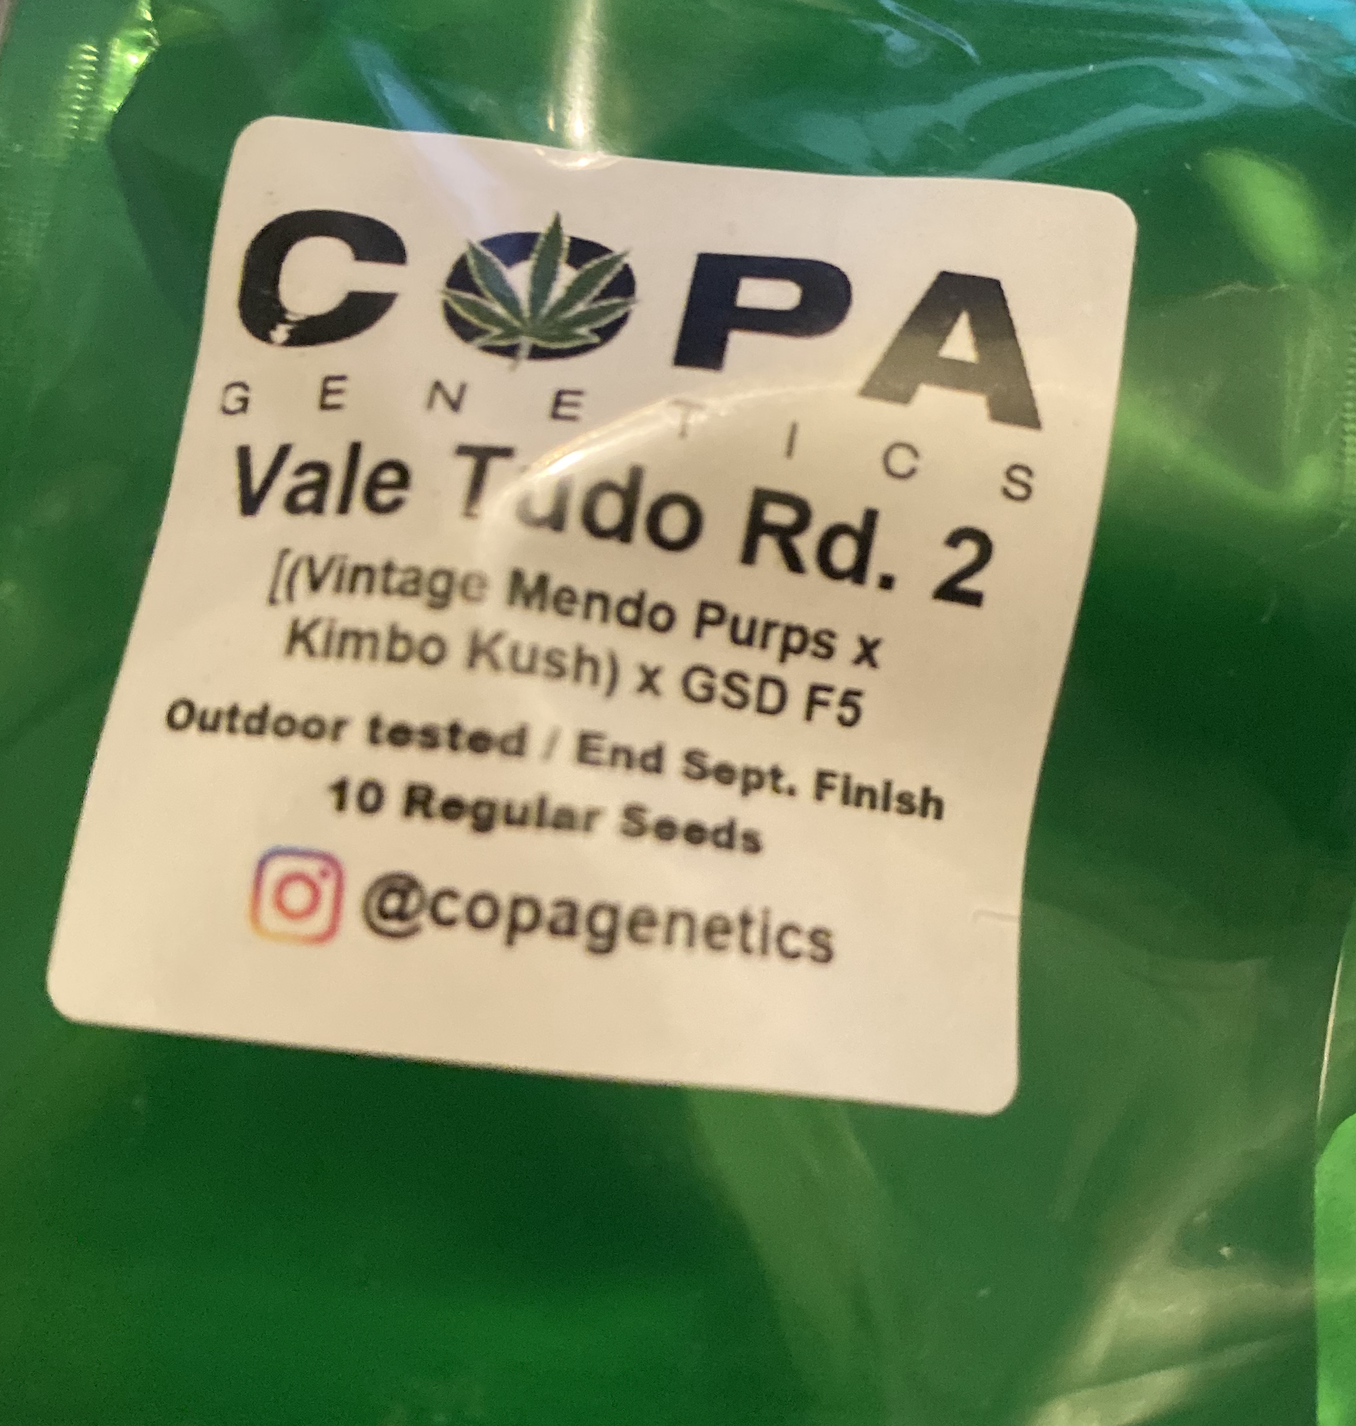 COPA
GENETICS
Vale Tudo Rd. 2
[(Vintage Mendo Purps x
Kimbo Kush) x GSD F5
Outdoor tested / End Sept. Finish
10 Regular Seeds
@copagenetics